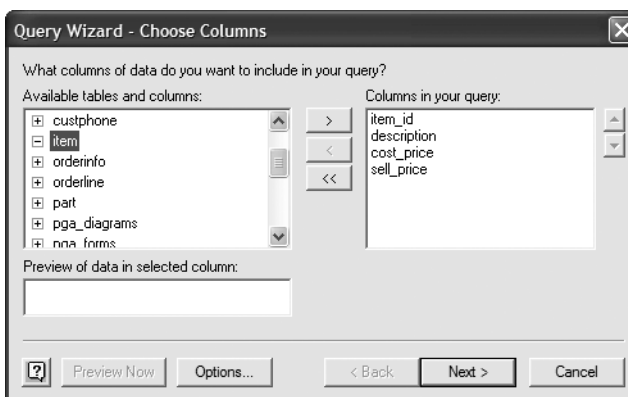 Query Wizard - Choose Columns
What columns of data do you want to include in your query?
Available tables and columns:
Columns in your query:
custphone
item
orderinfo
orderline
part
pga_diagrams
pga_forms
item_id
description
cost_price
sell_price
>
<
<<
Preview of data in selected column:
? Preview Now Options... < Back Next > Cancel